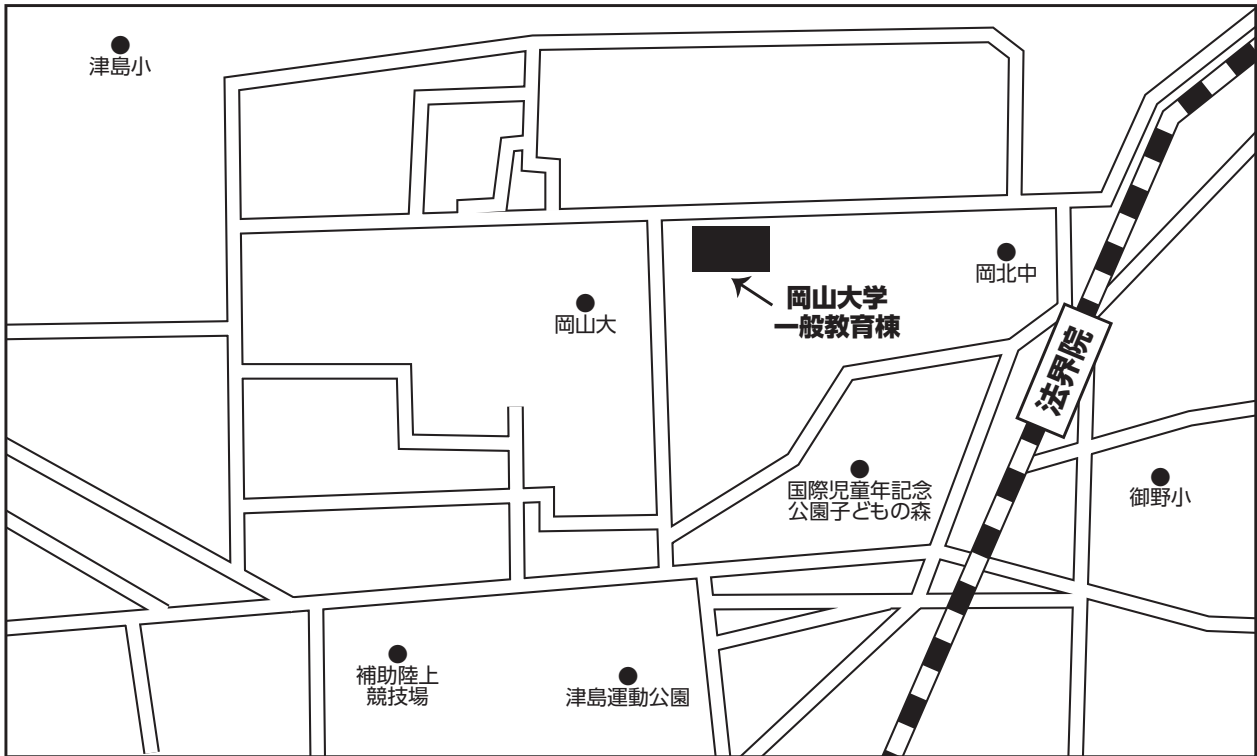 津島小
岡北中
岡山大学
一般教育棟
岡山大
法界院
国際児童年記念
公園子どもの森
御野小
補助陸上
競技場
津島運動公園